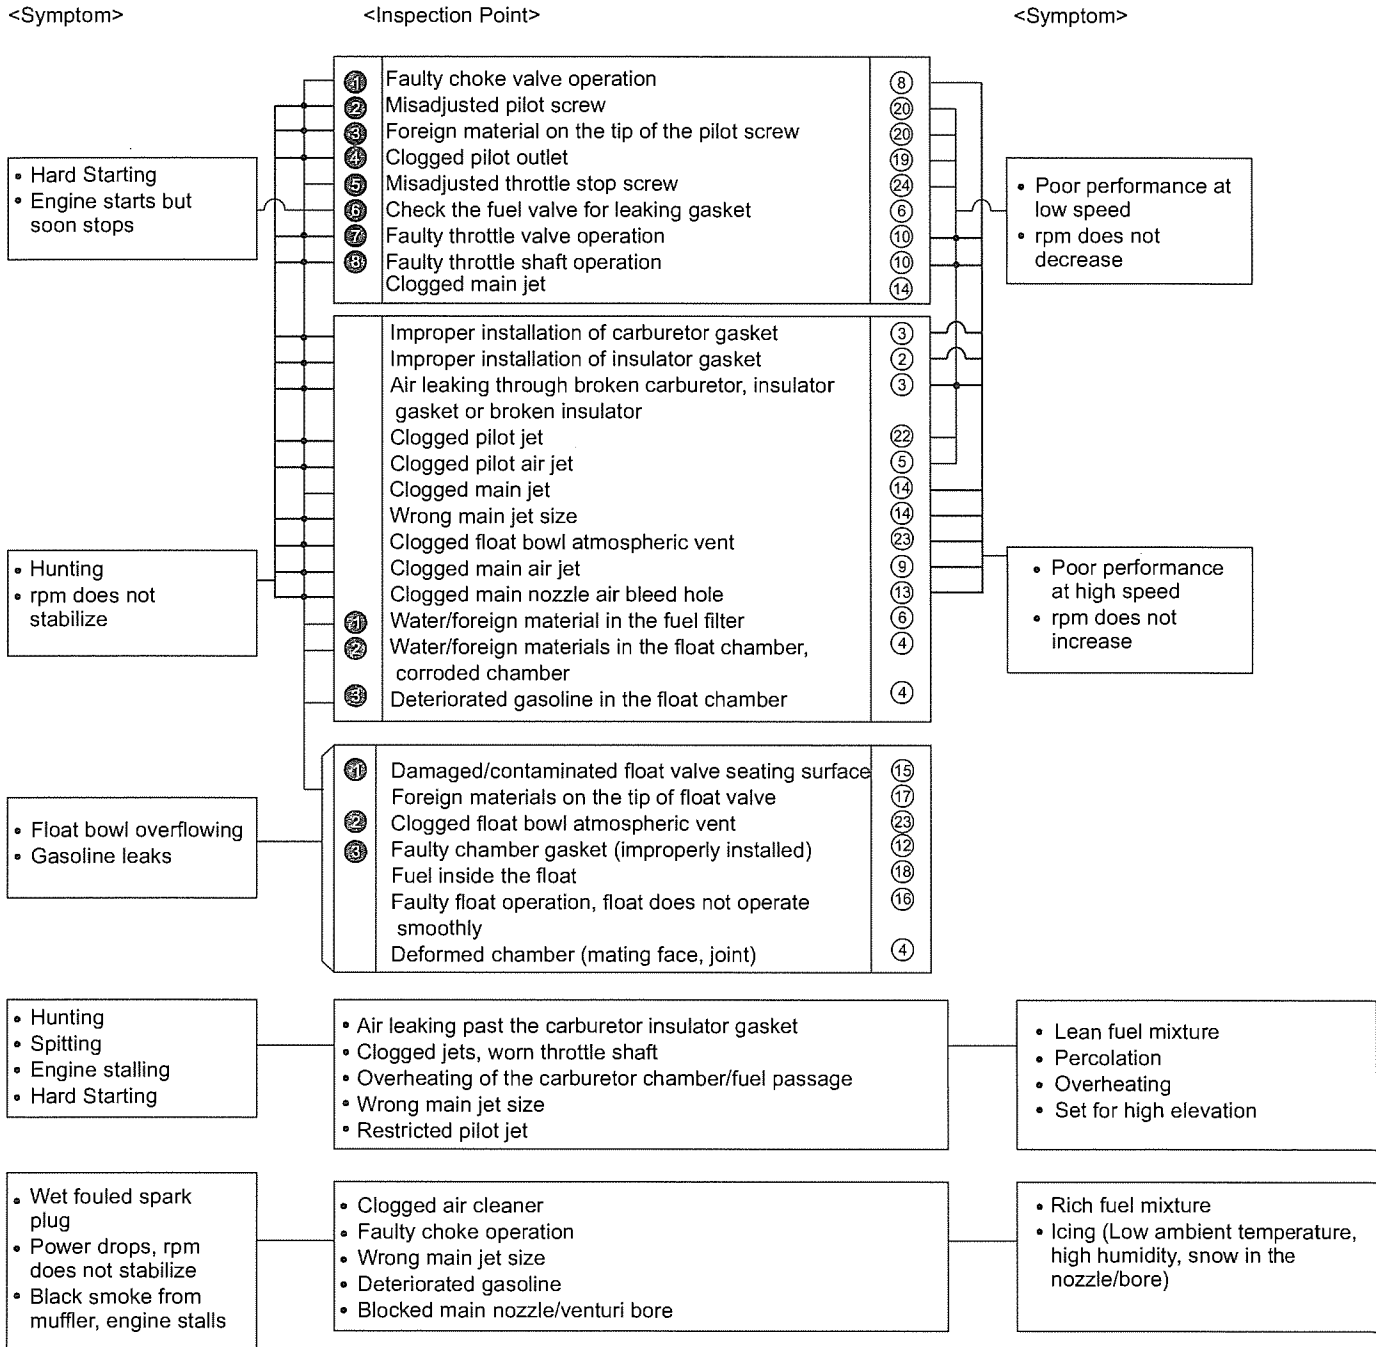 <Symptom> <Inspection Point> <Symptom>
① Faulty choke valve operation ⑧
② Misadjusted pilot screw ⑳
③ Foreign material on the tip of the pilot screw ⑳
④ Clogged pilot outlet ⑲
⑤ Misadjusted throttle stop screw ㉔
⑥ Check the fuel valve for leaking gasket ⑥
⑦ Faulty throttle valve operation ⑩
⑧ Faulty throttle shaft operation ⑩
Clogged main jet ⑭
• Hard Starting
• Engine starts but
soon stops
• Poor performance at
low speed
• rpm does not
decrease
Improper installation of carburetor gasket ③
Improper installation of insulator gasket ②
Air leaking through broken carburetor, insulator ③
gasket or broken insulator
Clogged pilot jet ㉒
Clogged pilot air jet ⑤
Clogged main jet ⑭
Wrong main jet size ⑭
Clogged float bowl atmospheric vent ㉓
Clogged main air jet ⑨
Clogged main nozzle air bleed hole ⑬
① Water/foreign material in the fuel filter ⑥
② Water/foreign materials in the float chamber, ④
corroded chamber
③ Deteriorated gasoline in the float chamber ④
• Hunting
• rpm does not
stabilize
• Poor performance
at high speed
• rpm does not
increase
① Damaged/contaminated float valve seating surface ⑮
Foreign materials on the tip of float valve ⑰
② Clogged float bowl atmospheric vent ㉓
③ Faulty chamber gasket (improperly installed) ⑫
Fuel inside the float ⑱
Faulty float operation, float does not operate ⑯
smoothly
Deformed chamber (mating face, joint) ④
• Float bowl overflowing
• Gasoline leaks
• Hunting
• Spitting
• Engine stalling
• Hard Starting
• Air leaking past the carburetor insulator gasket
• Clogged jets, worn throttle shaft
• Overheating of the carburetor chamber/fuel passage
• Wrong main jet size
• Restricted pilot jet
• Lean fuel mixture
• Percolation
• Overheating
• Set for high elevation
• Wet fouled spark
plug
• Power drops, rpm
does not stabilize
• Black smoke from
muffler, engine stalls
• Clogged air cleaner
• Faulty choke operation
• Wrong main jet size
• Deteriorated gasoline
• Blocked main nozzle/venturi bore
• Rich fuel mixture
• Icing (Low ambient temperature,
high humidity, snow in the
nozzle/bore)